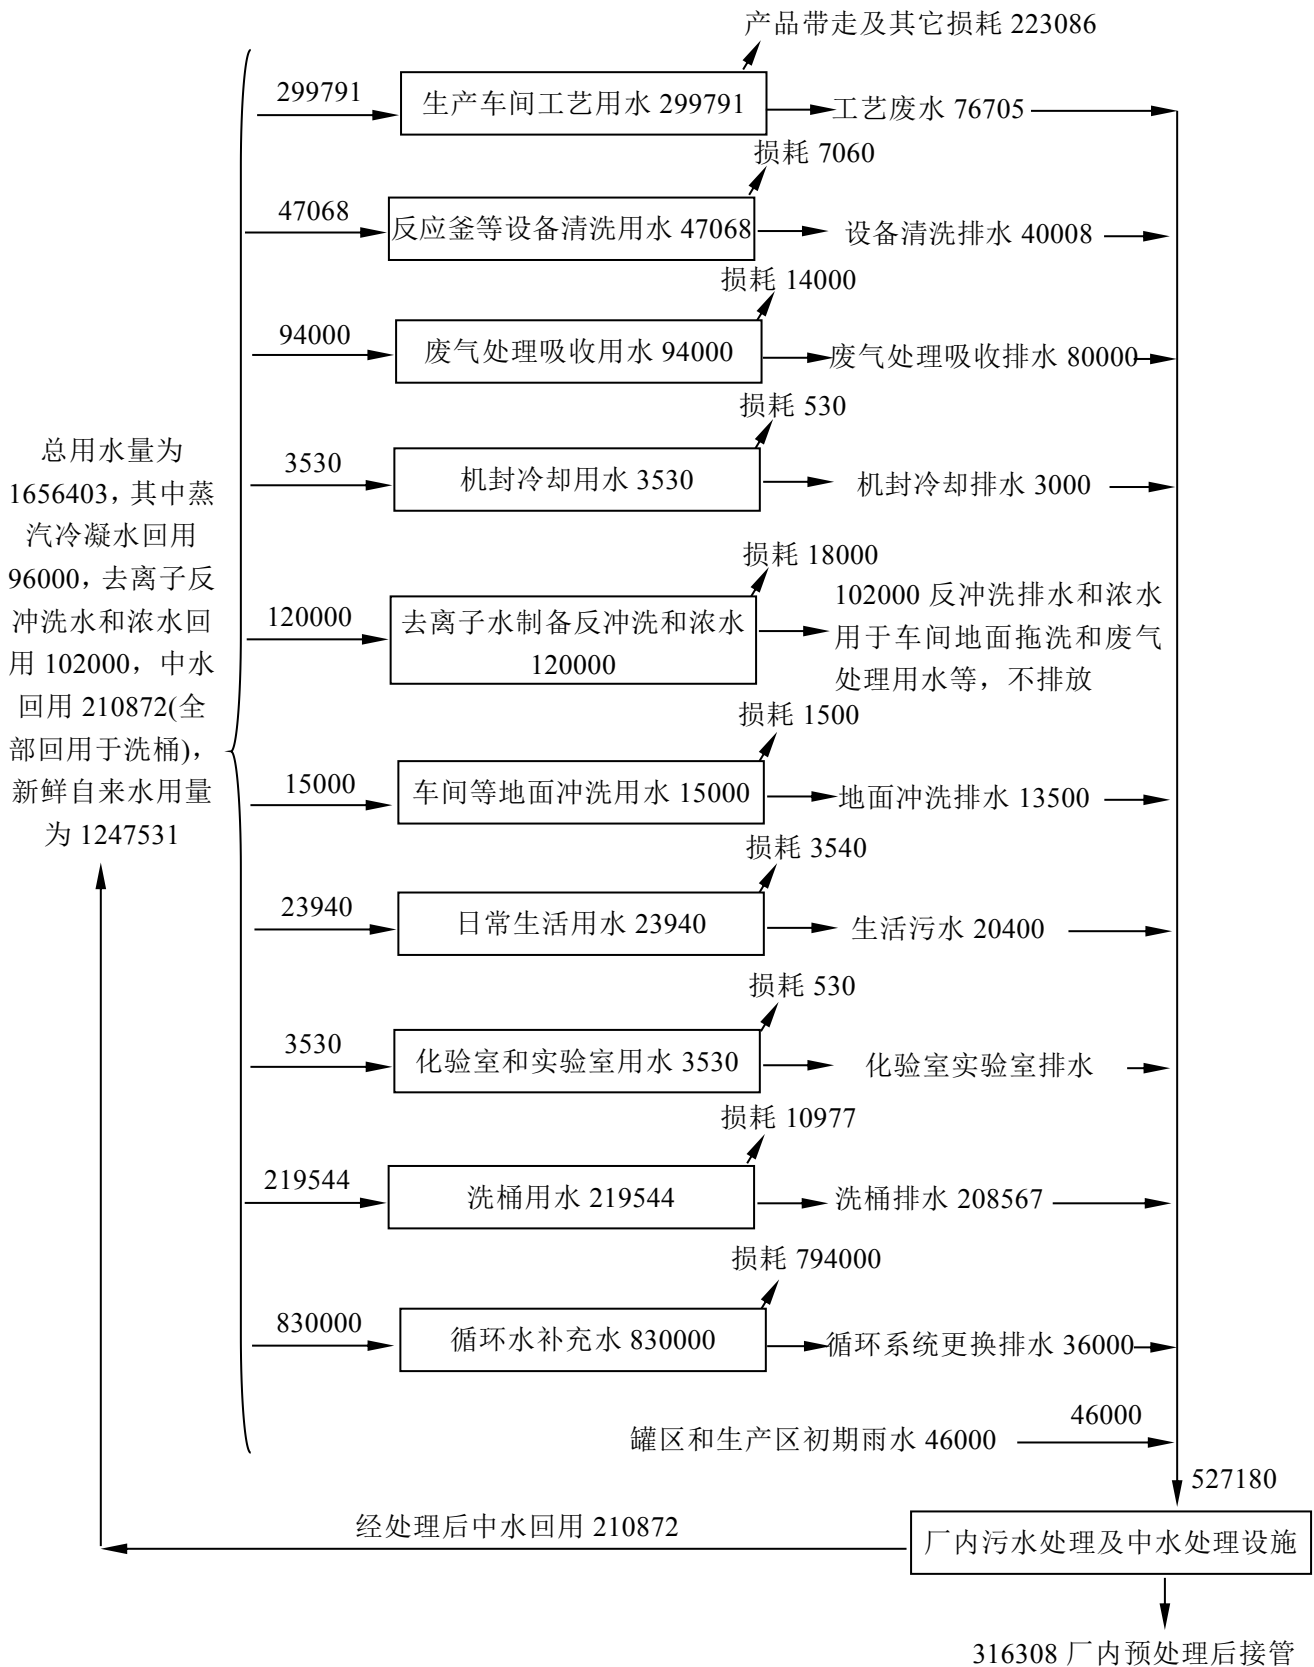 产品带走及其它损耗 223086
299791
生产车间工艺用水 299791
工艺废水 76705
损耗 7060
47068
反应釜等设备清洗用水 47068
设备清洗排水 40008
损耗 14000
94000
废气处理吸收用水 94000
废气处理吸收排水 80000
损耗 530
3530
机封冷却用水 3530
机封冷却排水 3000
总用水量为
1656403，其中蒸
汽冷凝水回用
96000，去离子反
冲洗水和浓水回
用 102000，中水
回用 210872(全
部回用于洗桶)，
新鲜自来水用量
为 1247531
损耗 18000
120000
去离子水制备反冲洗和浓水
120000
102000 反冲洗排水和浓水
用于车间地面拖洗和废气
处理用水等，不排放
损耗 1500
15000
车间等地面冲洗用水 15000
地面冲洗排水 13500
损耗 3540
23940
日常生活用水 23940
生活污水 20400
损耗 530
3530
化验室和实验室用水 3530
化验室实验室排水
损耗 10977
219544
洗桶用水 219544
洗桶排水 208567
损耗 794000
830000
循环水补充水 830000
循环系统更换排水 36000
罐区和生产区初期雨水 46000
46000
527180
经处理后中水回用 210872
厂内污水处理及中水处理设施
316308 厂内预处理后接管